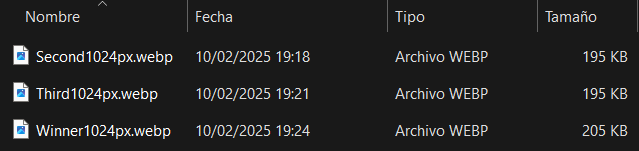 Nombre Fecha Tipo Tamaño
Second1024px.webp 10/02/2025 19:18 Archivo WEBP 195 KB
Third1024px.webp 10/02/2025 19:21 Archivo WEBP 195 KB
Winner1024px.webp 10/02/2025 19:24 Archivo WEBP 205 KB